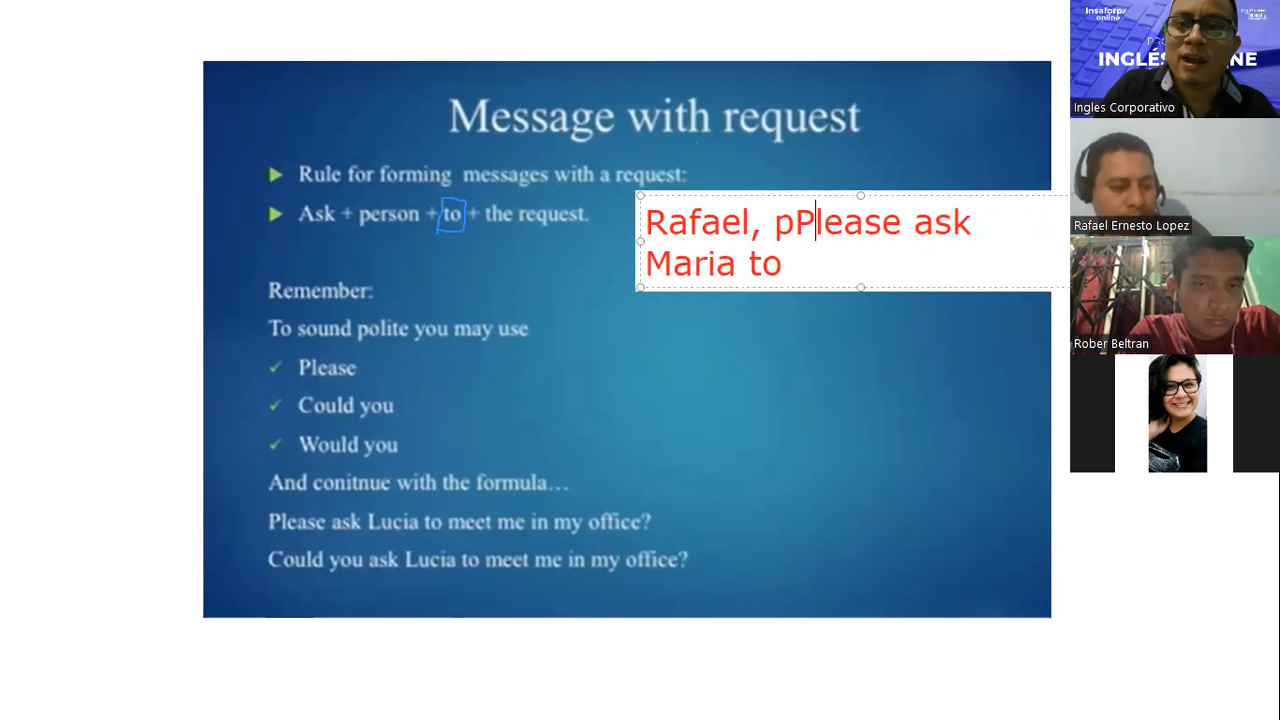 Message with request
Rule for forming messages with a request:
Ask + person + to + the request.
Rafael, pPlease ask
Maria to
Remember:
To sound polite you may use
Please
Could you
Would you
And conitnue with the formula…
Please ask Lucia to meet me in my office?
Could you ask Lucia to meet me in my office?
Insaforp
online
INGLÉS
NE
Ingles Corporativo
Rafael Ernesto Lopez
Rober Beltran